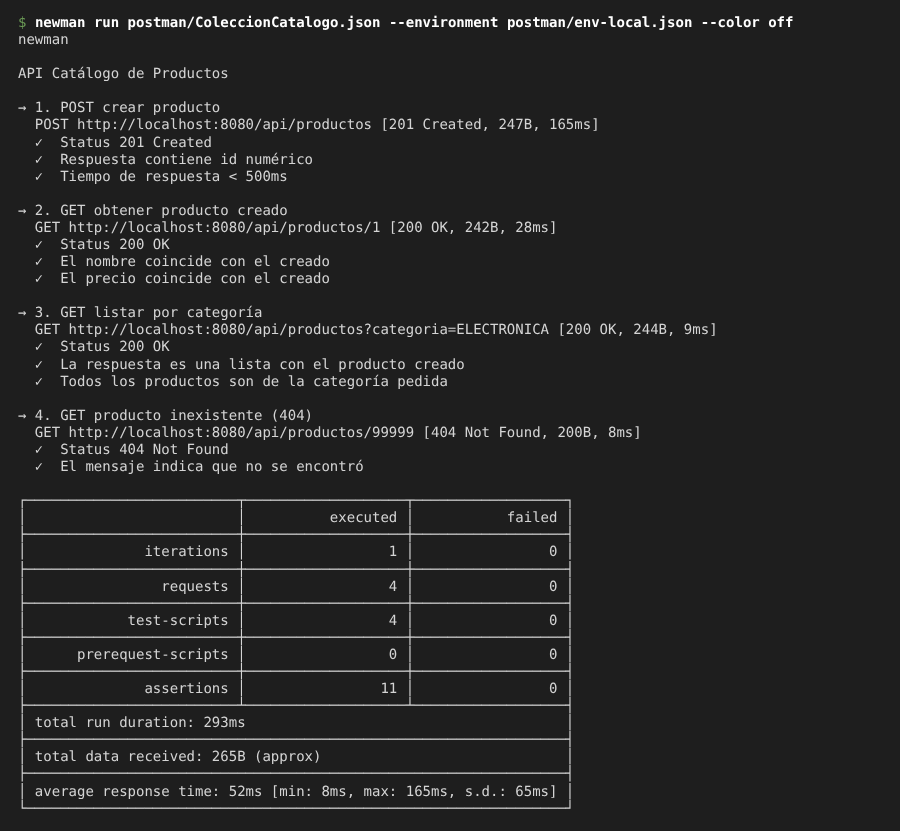 $ newman run postman/ColeccionCatalogo.json --environment postman/env-local.json --color off
newman
API Catálogo de Productos
→ 1. POST crear producto
POST http://localhost:8080/api/productos [201 Created, 247B, 165ms]
✓ Status 201 Created
✓ Respuesta contiene id numérico
✓ Tiempo de respuesta < 500ms
→ 2. GET obtener producto creado
GET http://localhost:8080/api/productos/1 [200 OK, 242B, 28ms]
✓ Status 200 OK
✓ El nombre coincide con el creado
✓ El precio coincide con el creado
→ 3. GET listar por categoría
GET http://localhost:8080/api/productos?categoria=ELECTRONICA [200 OK, 244B, 9ms]
✓ Status 200 OK
✓ La respuesta es una lista con el producto creado
✓ Todos los productos son de la categoría pedida
→ 4. GET producto inexistente (404)
GET http://localhost:8080/api/productos/99999 [404 Not Found, 200B, 8ms]
✓ Status 404 Not Found
✓ El mensaje indica que no se encontró
executed failed
iterations 1 0
requests 4 0
test-scripts 4 0
prerequest-scripts 0 0
assertions 11 0
total run duration: 293ms
total data received: 265B (approx)
average response time: 52ms [min: 8ms, max: 165ms, s.d.: 65ms]